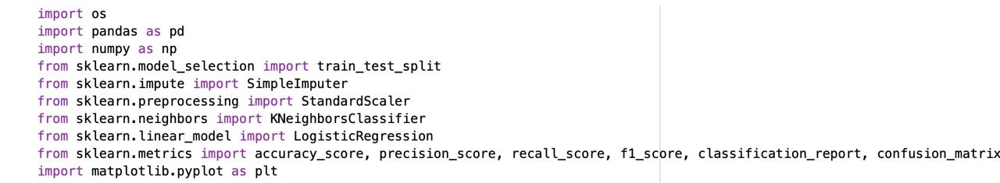 import os
import pandas as pd
import numpy as np
from sklearn.model_selection import train_test_split
from sklearn.impute import SimpleImputer
from sklearn.preprocessing import StandardScaler
from sklearn.neighbors import KNeighborsClassifier
from sklearn.linear_model import LogisticRegression
from sklearn.metrics import accuracy_score, precision_score, recall_score, f1_score, classification_report, confusion_matrix
import matplotlib.pyplot as plt